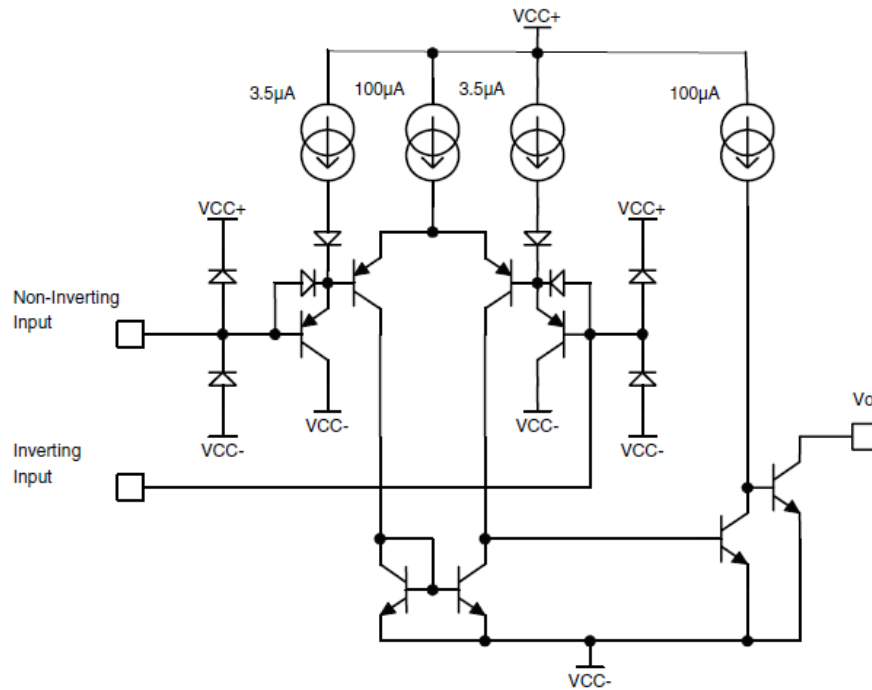 VCC+
3.5µA
100µA
3.5µA
100µA
VCC+
VCC+
Non-Inverting
Input
Vo
VCC-
VCC-
VCC-
VCC-
Inverting
Input
VCC-